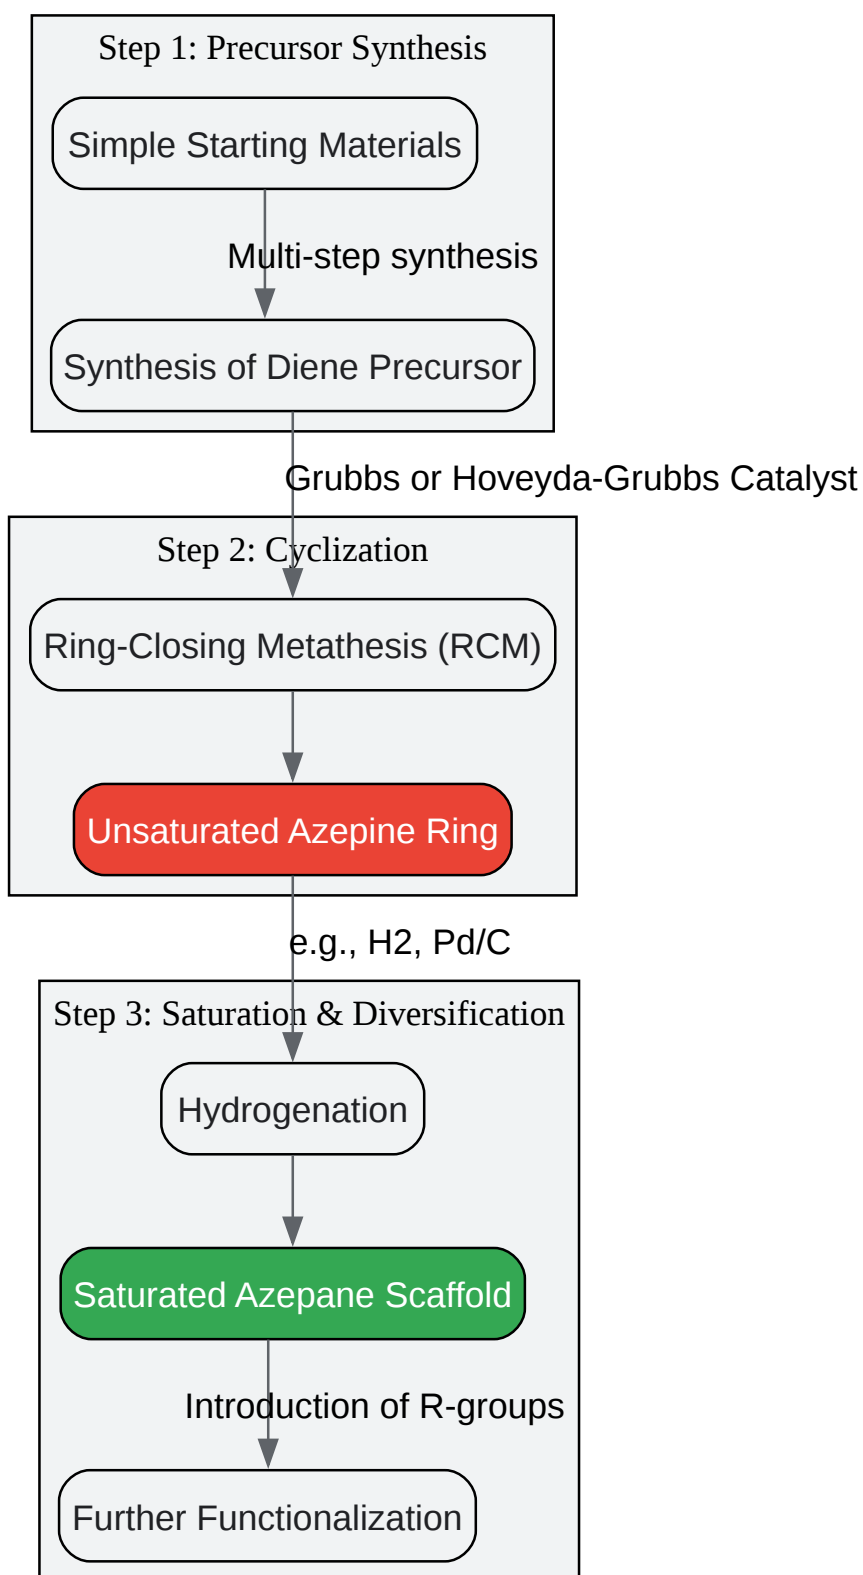 Step 1: Precursor Synthesis
Simple Starting Materials
Multi-step synthesis
Synthesis of Diene Precursor
Grubbs or Hoveyda-Grubbs Catalyst
Step 2: Cyclization
Ring-Closing Metathesis (RCM)
Unsaturated Azepine Ring
e.g., H2, Pd/C
Step 3: Saturation & Diversification
Hydrogenation
Saturated Azepane Scaffold
Introduction of R-groups
Further Functionalization